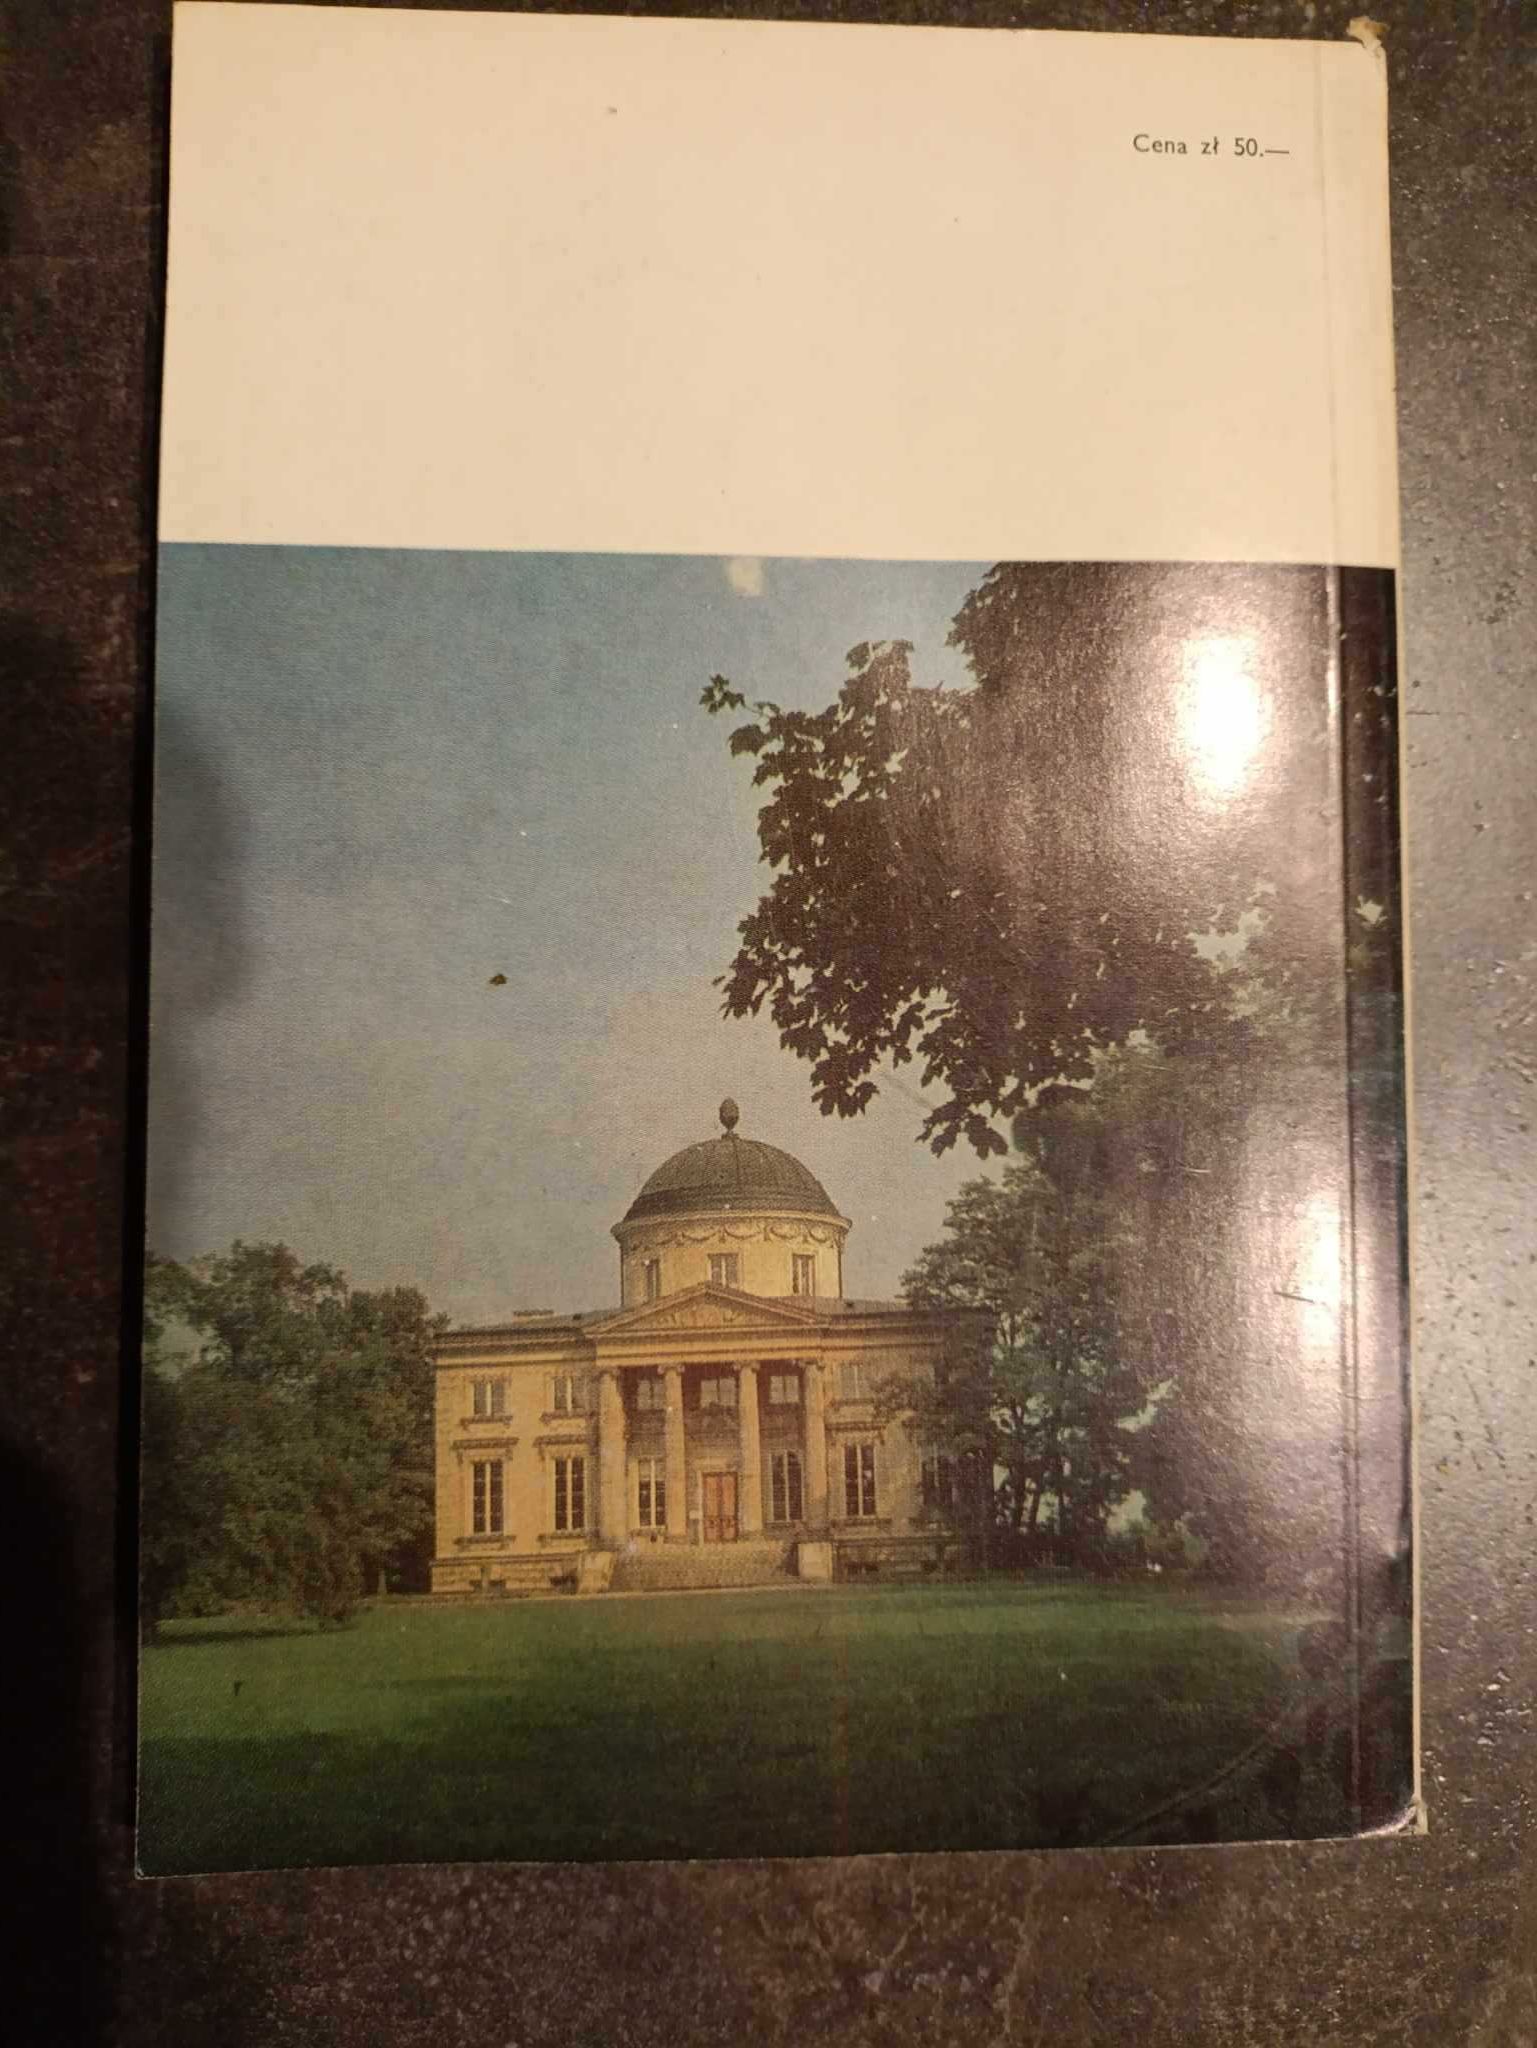 Cena zł 50.—